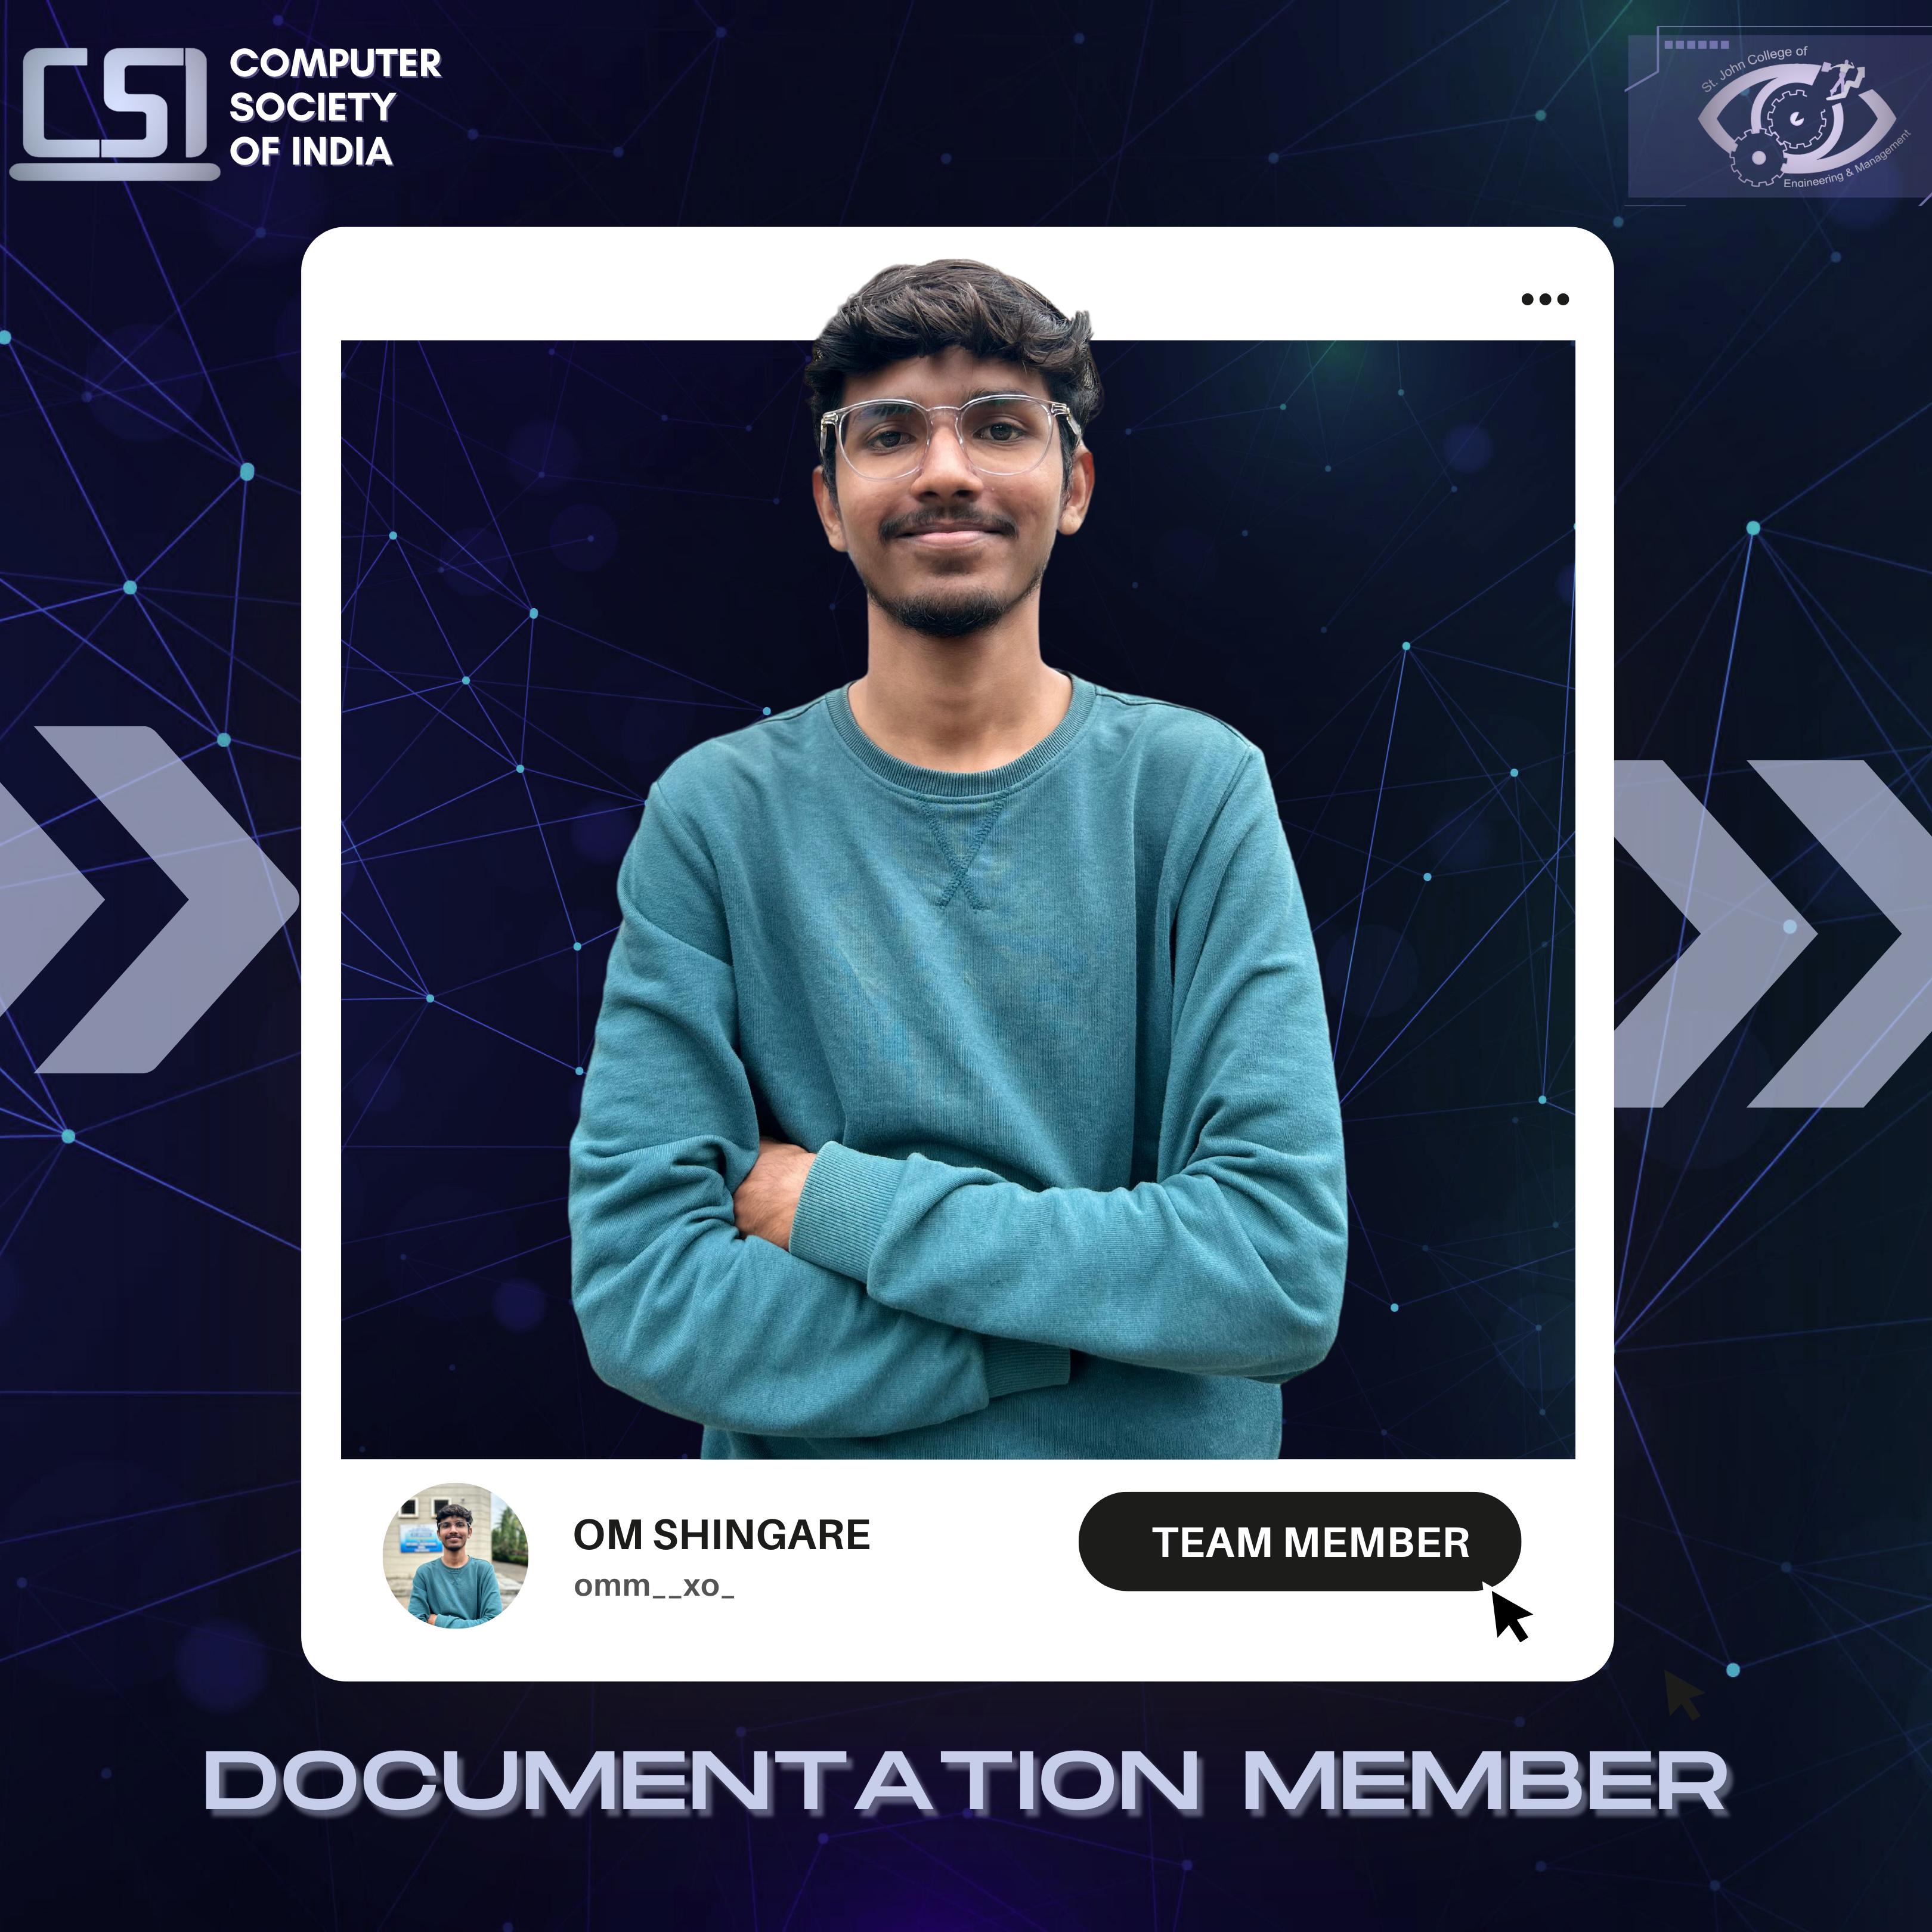 CSI
COMPUTER
SOCIETY
OF INDIA
St. John College of
Engineering & Management
OM SHINGARE
omm__xo_
TEAM MEMBER
DOCUMENTATION MEMBER